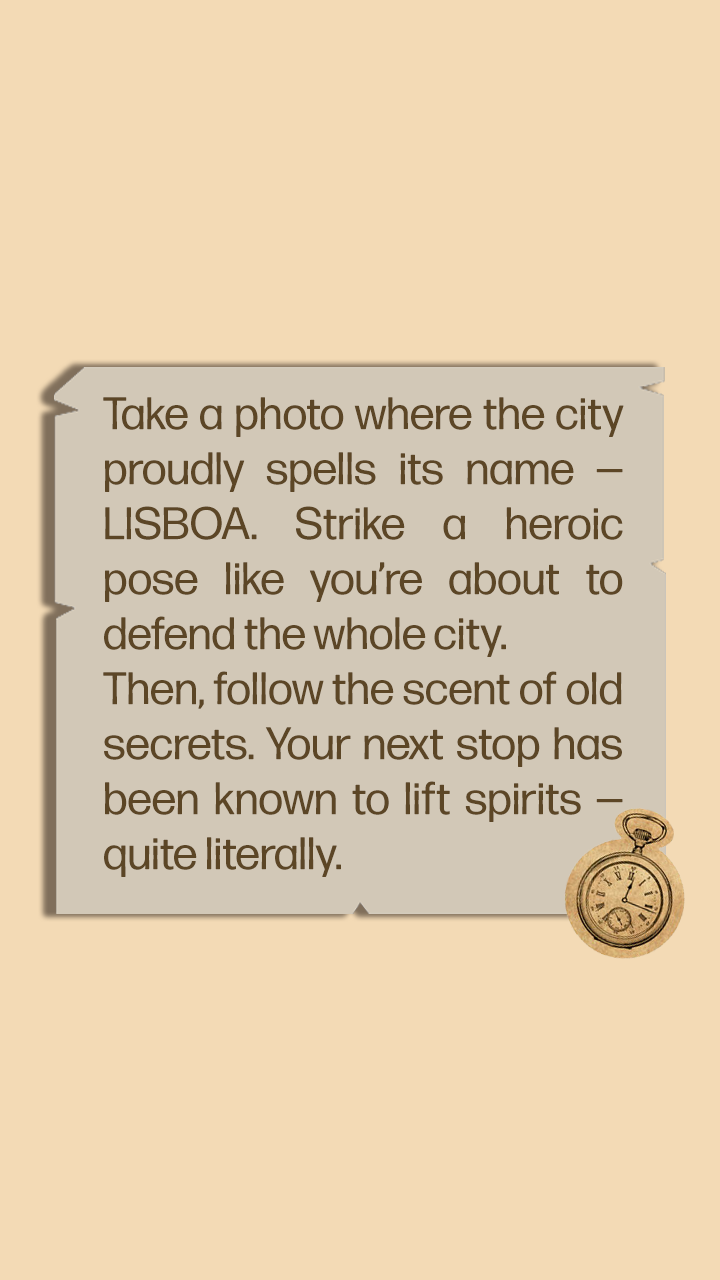 Take a photo where the city
proudly spells its name –
LISBOA. Strike a heroic
pose like you’re about to
defend the whole city.
Then, follow the scent of old
secrets. Your next stop has
been known to lift spirits –
quite literally.